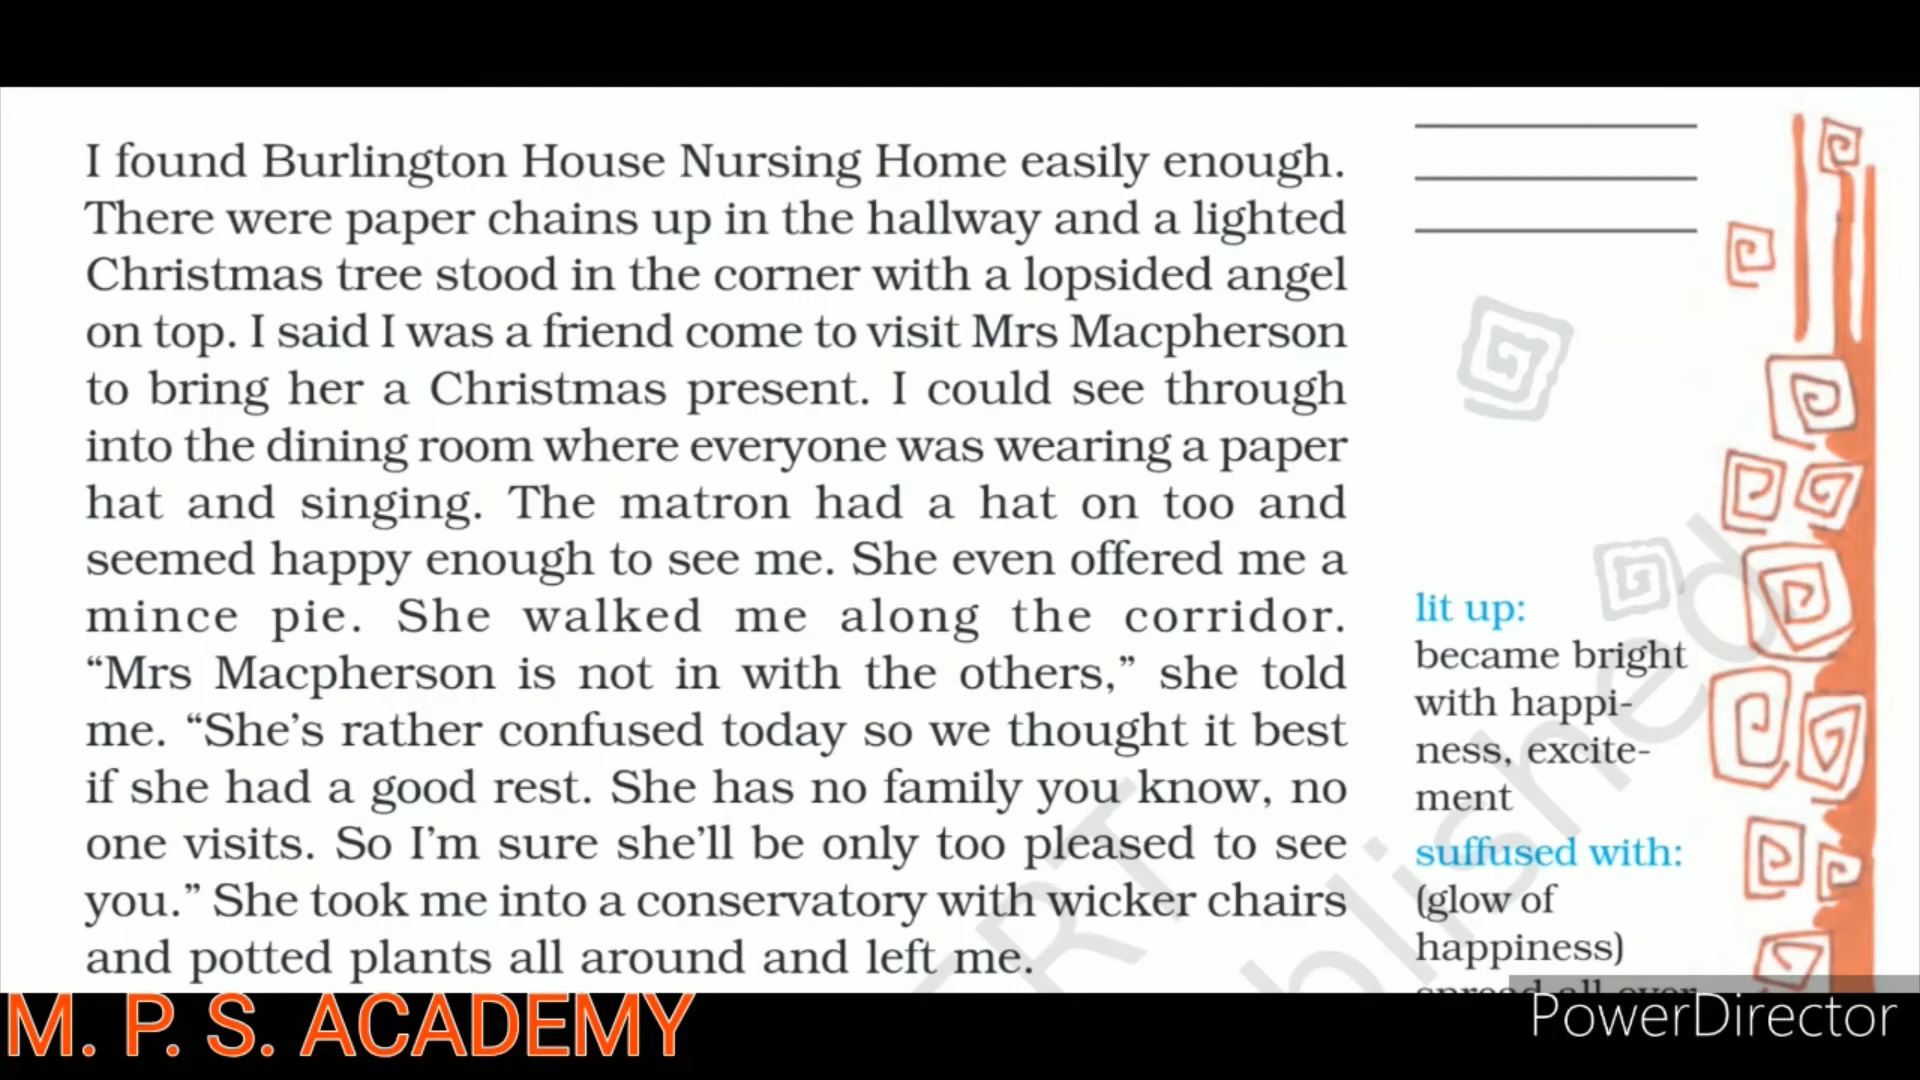 I found Burlington House Nursing Home easily enough.
There were paper chains up in the hallway and a lighted
Christmas tree stood in the corner with a lopsided angel
on top. I said I was a friend come to visit Mrs Macpherson
to bring her a Christmas present. I could see through
into the dining room where everyone was wearing a paper
hat and singing. The matron had a hat on too and
seemed happy enough to see me. She even offered me a
mince pie. She walked me along the corridor.
“Mrs Macpherson is not in with the others,” she told
me. “She’s rather confused today so we thought it best
if she had a good rest. She has no family you know, no
one visits. So I’m sure she’ll be only too pleased to see
you.” She took me into a conservatory with wicker chairs
and potted plants all around and left me.
lit up:
became bright
with happi-
ness, excite-
ment
suffused with:
(glow of
happiness)
spread all over
M. P. S. ACADEMY
PowerDirector